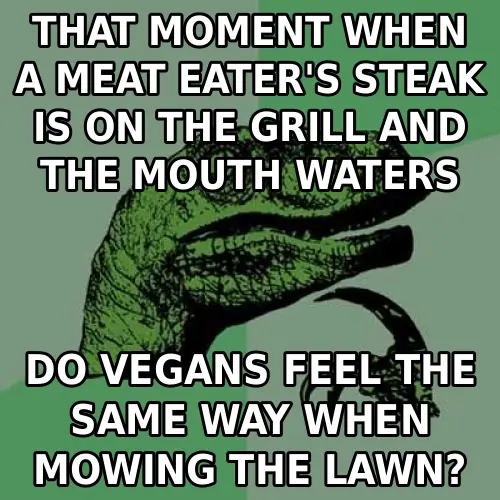 THAT MOMENT WHEN
A MEAT EATER'S STEAK
IS ON THE GRILL AND
THE MOUTH WATERS
DO VEGANS FEEL THE
SAME WAY WHEN
MOWING THE LAWN?